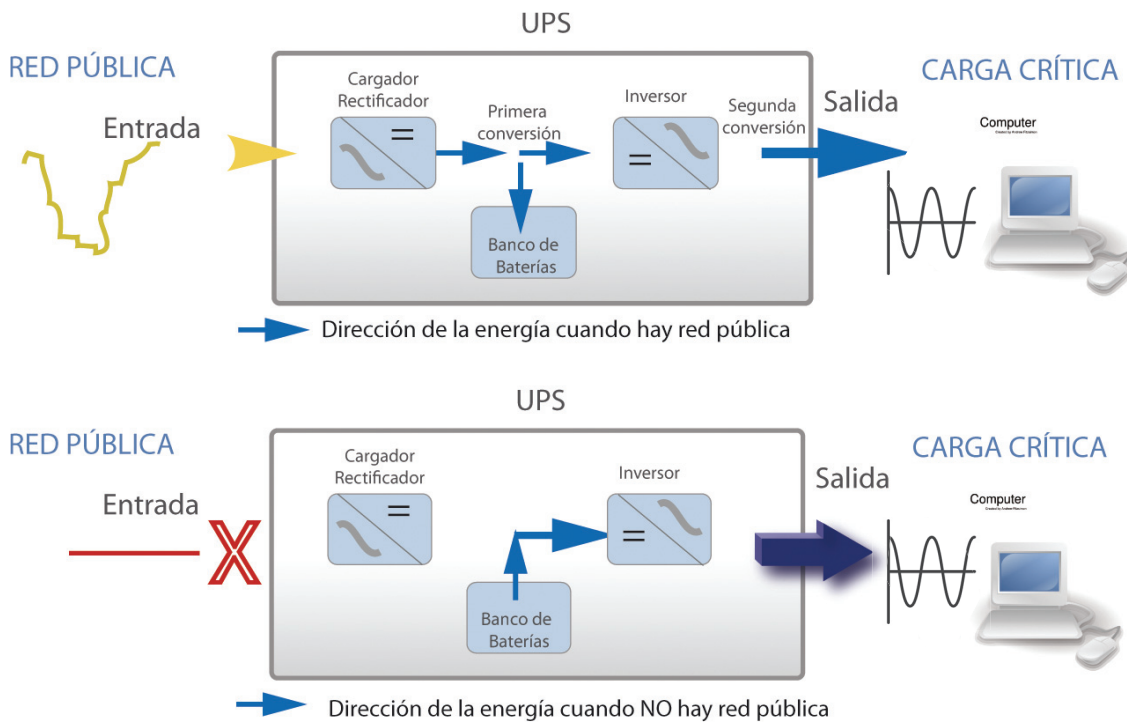 UPS
RED PÚBLICA
Entrada
Cargador
Rectificador
Primera
conversión
Inversor
Segunda
conversión
Salida
CARGA CRÍTICA
Computer
Banco de
Baterías
Dirección de la energía cuando hay red pública
UPS
RED PÚBLICA
Entrada
X
Cargador
Rectificador
Inversor
Salida
CARGA CRÍTICA
Computer
Banco de
Baterías
Dirección de la energía cuando NO hay red pública